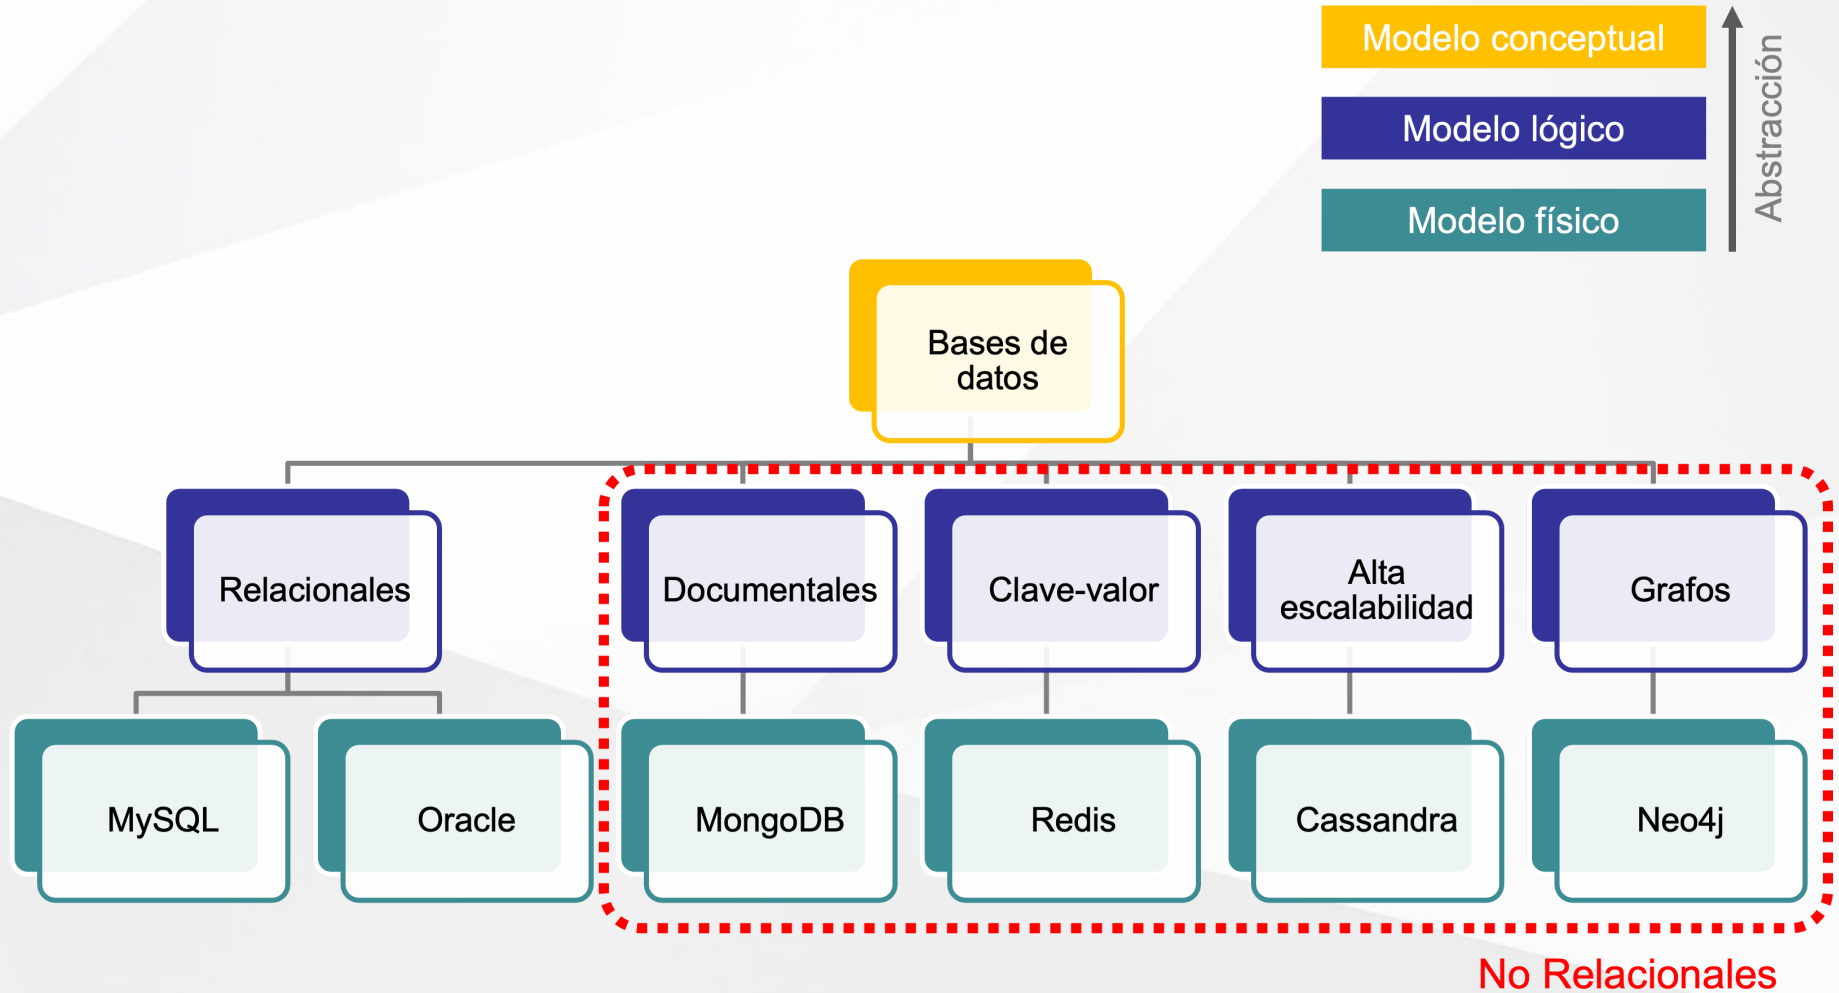 Modelo conceptual
Modelo lógico
Modelo físico
Abstracción
Bases de
datos
Relacionales
Documentales
Clave-valor
Alta
escalabilidad
Grafos
MySQL
Oracle
MongoDB
Redis
Cassandra
Neo4j
No Relacionales